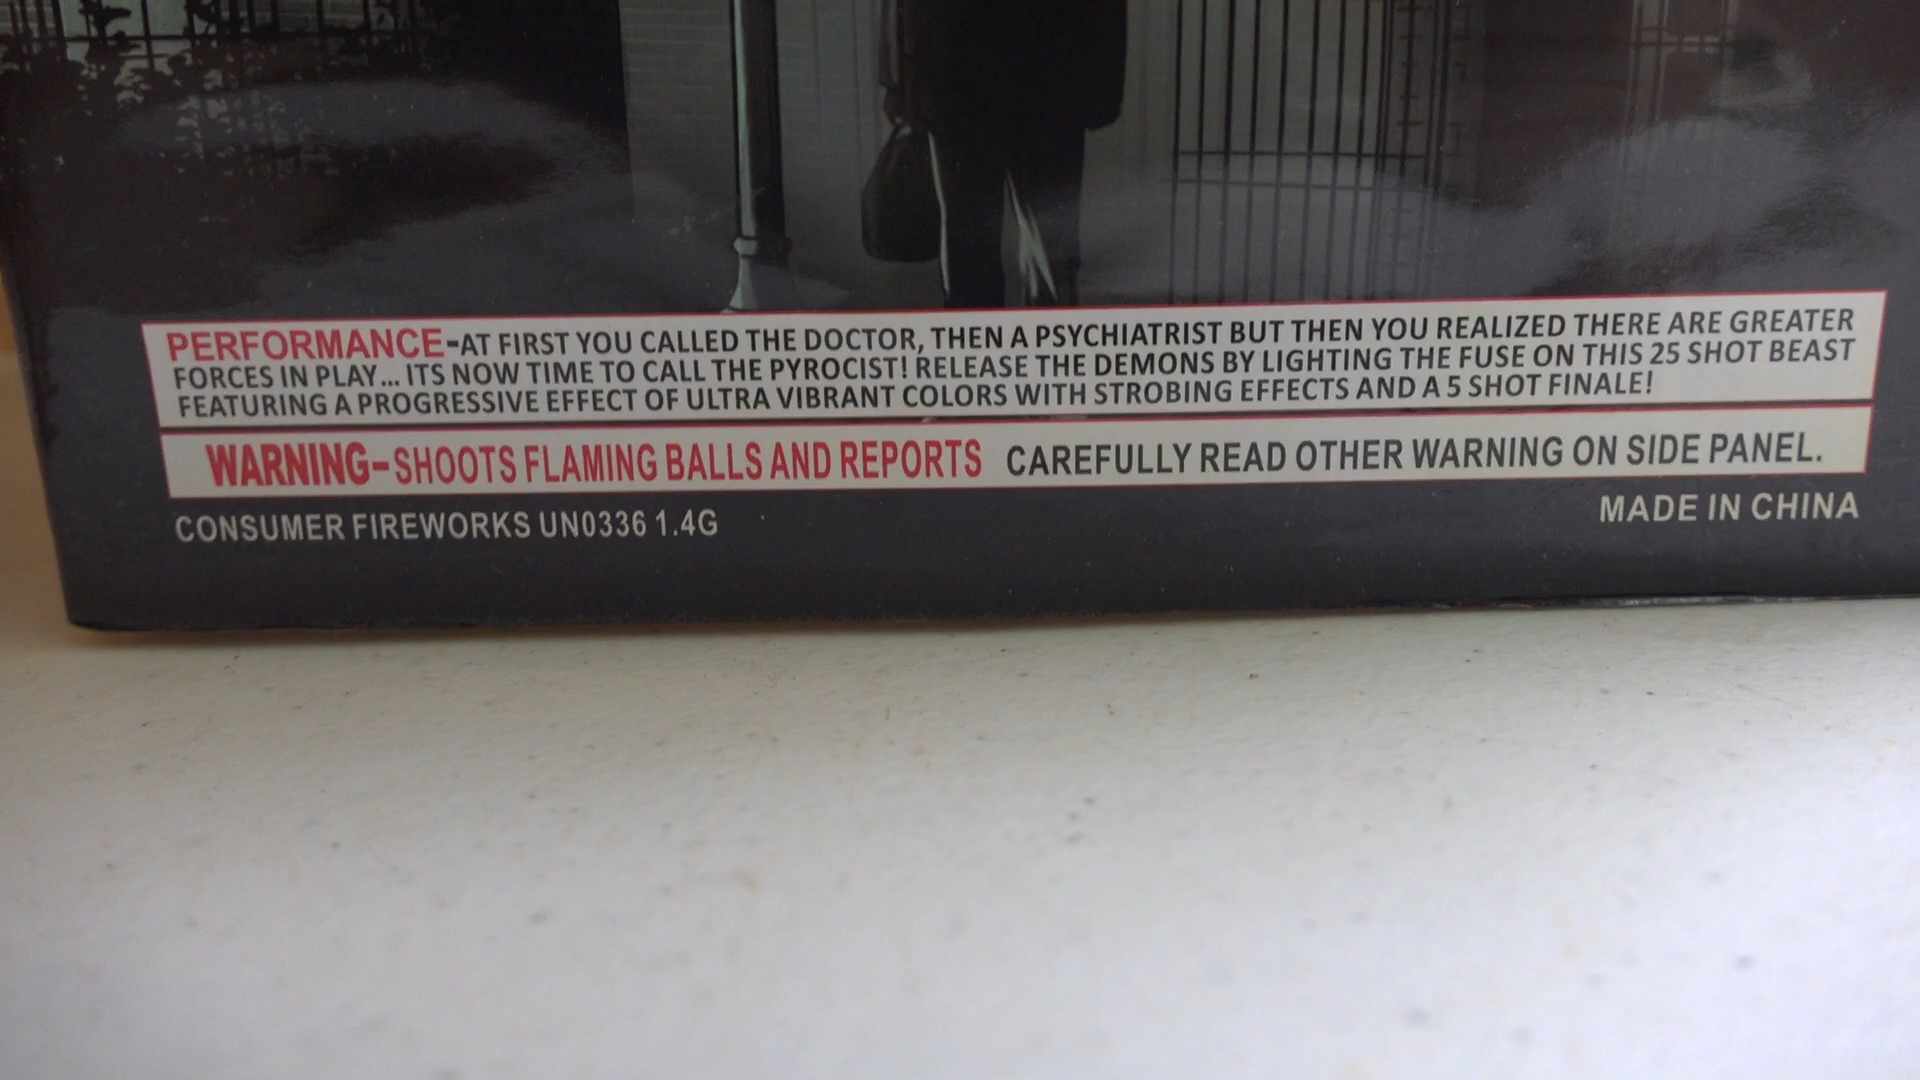 PERFORMANCE-AT FIRST YOU CALLED THE DOCTOR, THEN A PSYCHIATRIST BUT THEN YOU REALIZED THERE ARE GREATER
FORCES IN PLAY... ITS NOW TIME TO CALL THE PYROCIST! RELEASE THE DEMONS BY LIGHTING THE FUSE ON THIS 25 SHOT BEAST
FEATURING A PROGRESSIVE EFFECT OF ULTRA VIBRANT COLORS WITH STROBING EFFECTS AND A 5 SHOT FINALE!
WARNING-SHOOTS FLAMING BALLS AND REPORTS CAREFULLY READ OTHER WARNING ON SIDE PANEL.
CONSUMER FIREWORKS UN0336 1.4G
MADE IN CHINA